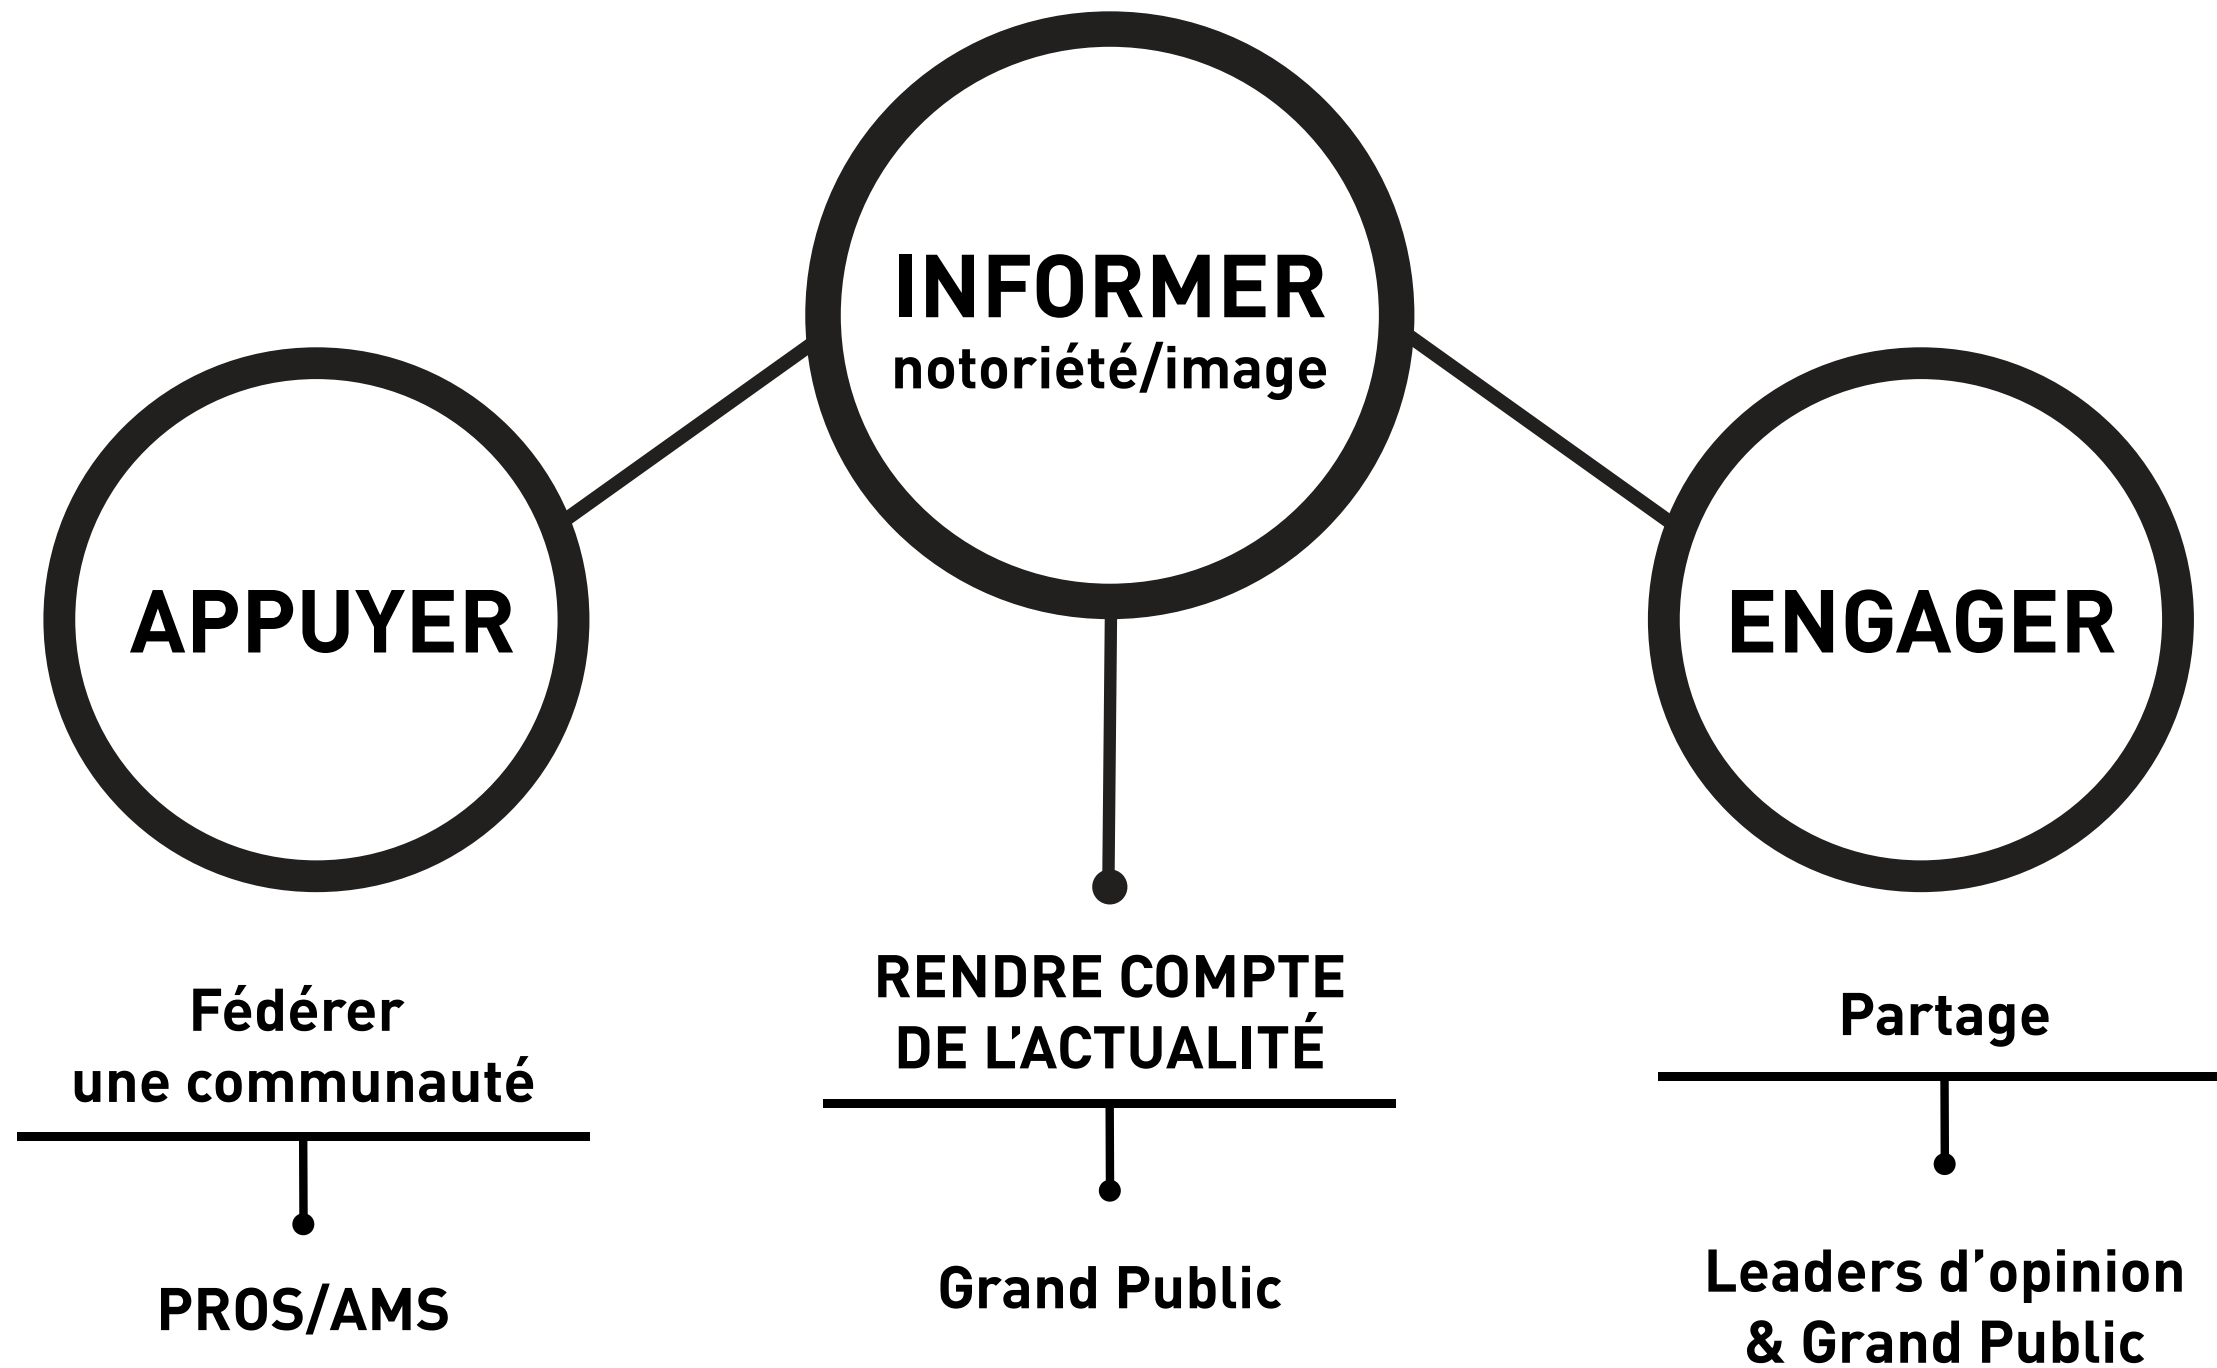 INFORMER
notoriété/image
APPUYER
ENGAGER
Fédérer
une communauté
PROS/AMS
RENDRE COMPTE
DE L’ACTUALITÉ
Grand Public
Partage
Leaders d’opinion
& Grand Public